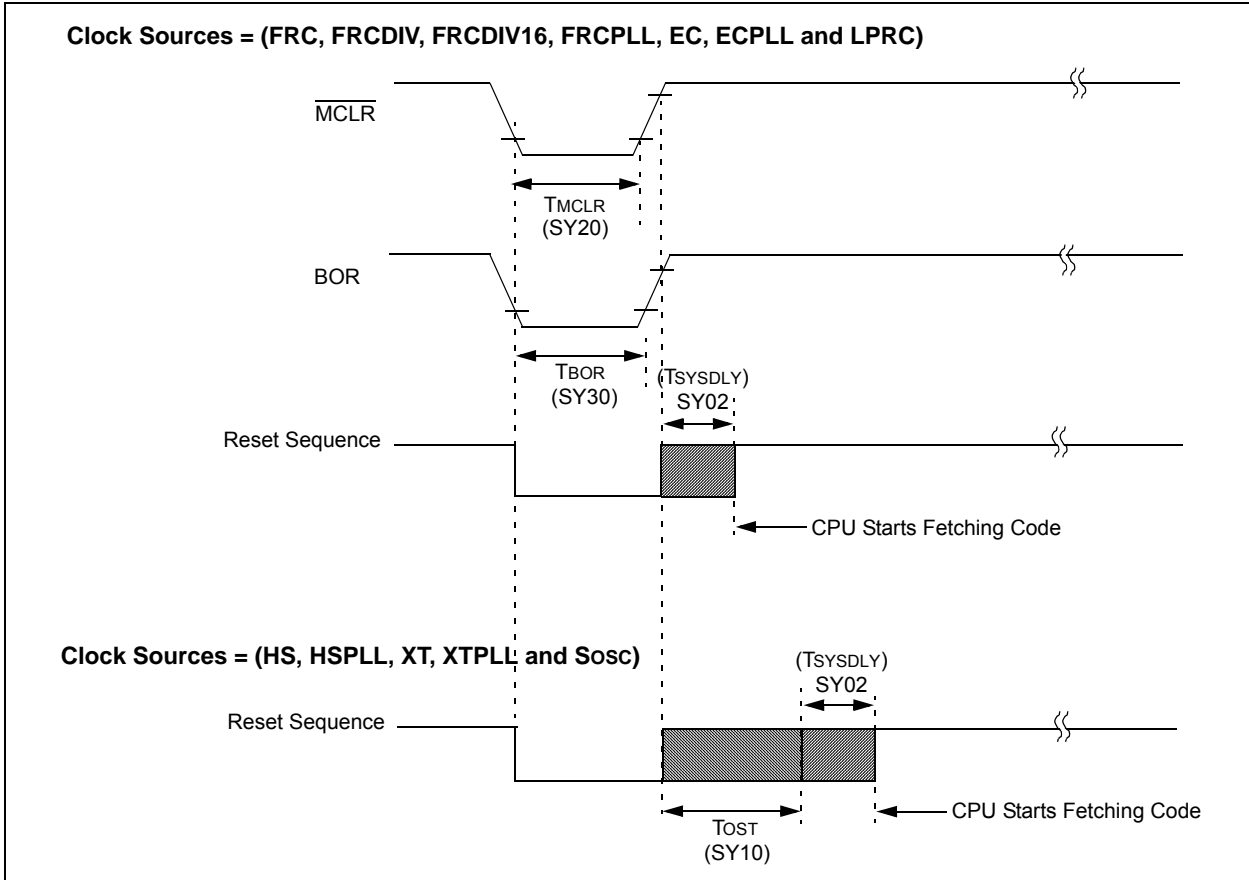 Clock Sources = (FRC, FRCDIV, FRCDIV16, FRCPLL, EC, ECPLL and LPRC)
MCLR
TMCLR
(SY20)
BOR
TBOR
(SY30)
(TSYSDLY)
SY02
Reset Sequence
CPU Starts Fetching Code
Clock Sources = (HS, HSPLL, XT, XTPLL and SOSC)
(TSYSDLY)
SY02
Reset Sequence
CPU Starts Fetching Code
TOST
(SY10)